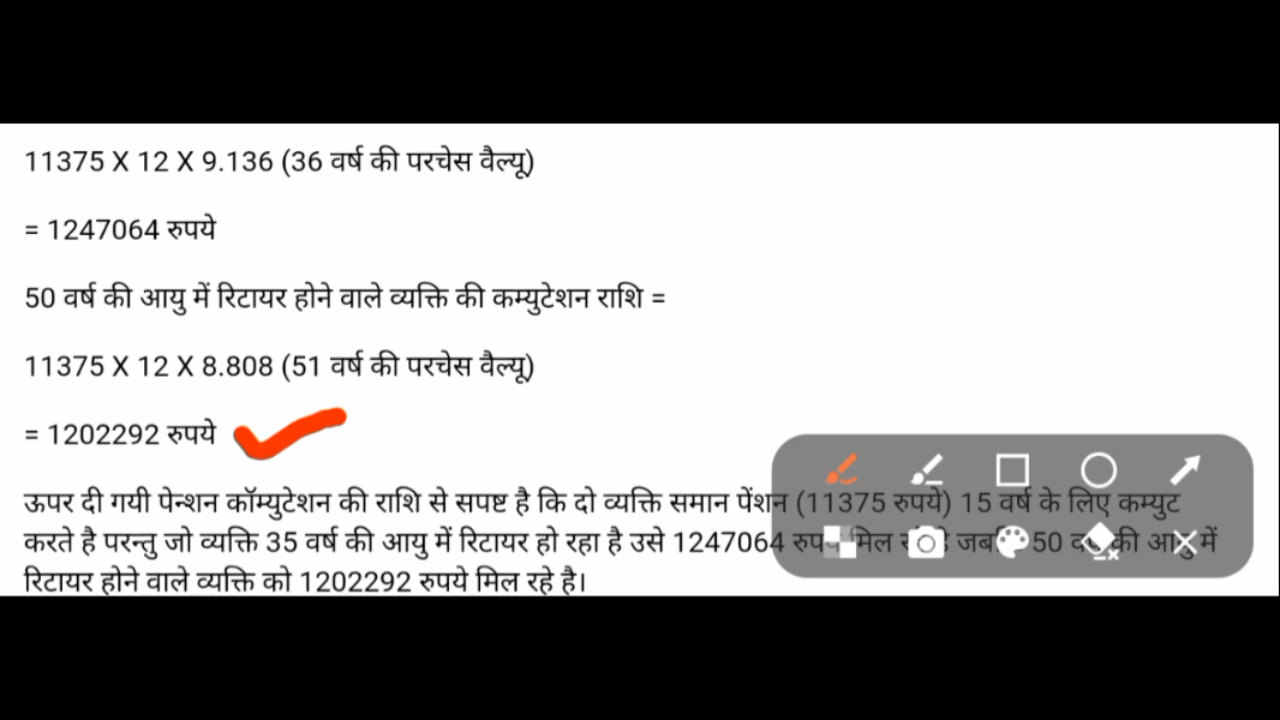 11375 X 12 X 9.136 (36 वर्ष की परचेस वैल्यू)
= 1247064 रुपये
50 वर्ष की आयु में रिटायर होने वाले व्यक्ति की कम्युटेशन राशि =
11375 X 12 X 8.808 (51 वर्ष की परचेस वैल्यू)
= 1202292 रुपये
ऊपर दी गयी पेन्शन कॉम्युटेशन की राशि से सपष्ट है कि दो व्यक्ति समान पेंशन (11375 रुपये) 15 वर्ष के लिए कम्युट
करते है परन्तु जो व्यक्ति 35 वर्ष की आयु में रिटायर हो रहा है उसे 1247064 मिल 50 की में
रिटायर होने वाले व्यक्ति को 1202292 रुपये मिल रहे है।